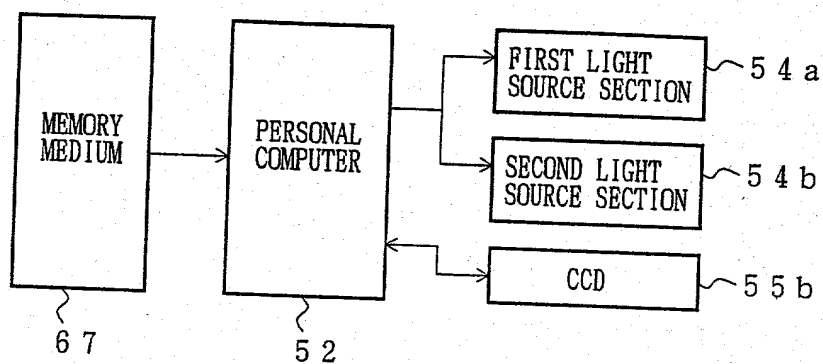 MEMORY
MEDIUM
67
PERSONAL
COMPUTER
52
FIRST LIGHT
SOURCE SECTION
54a
SECOND LIGHT
SOURCE SECTION
54b
CCD
55b